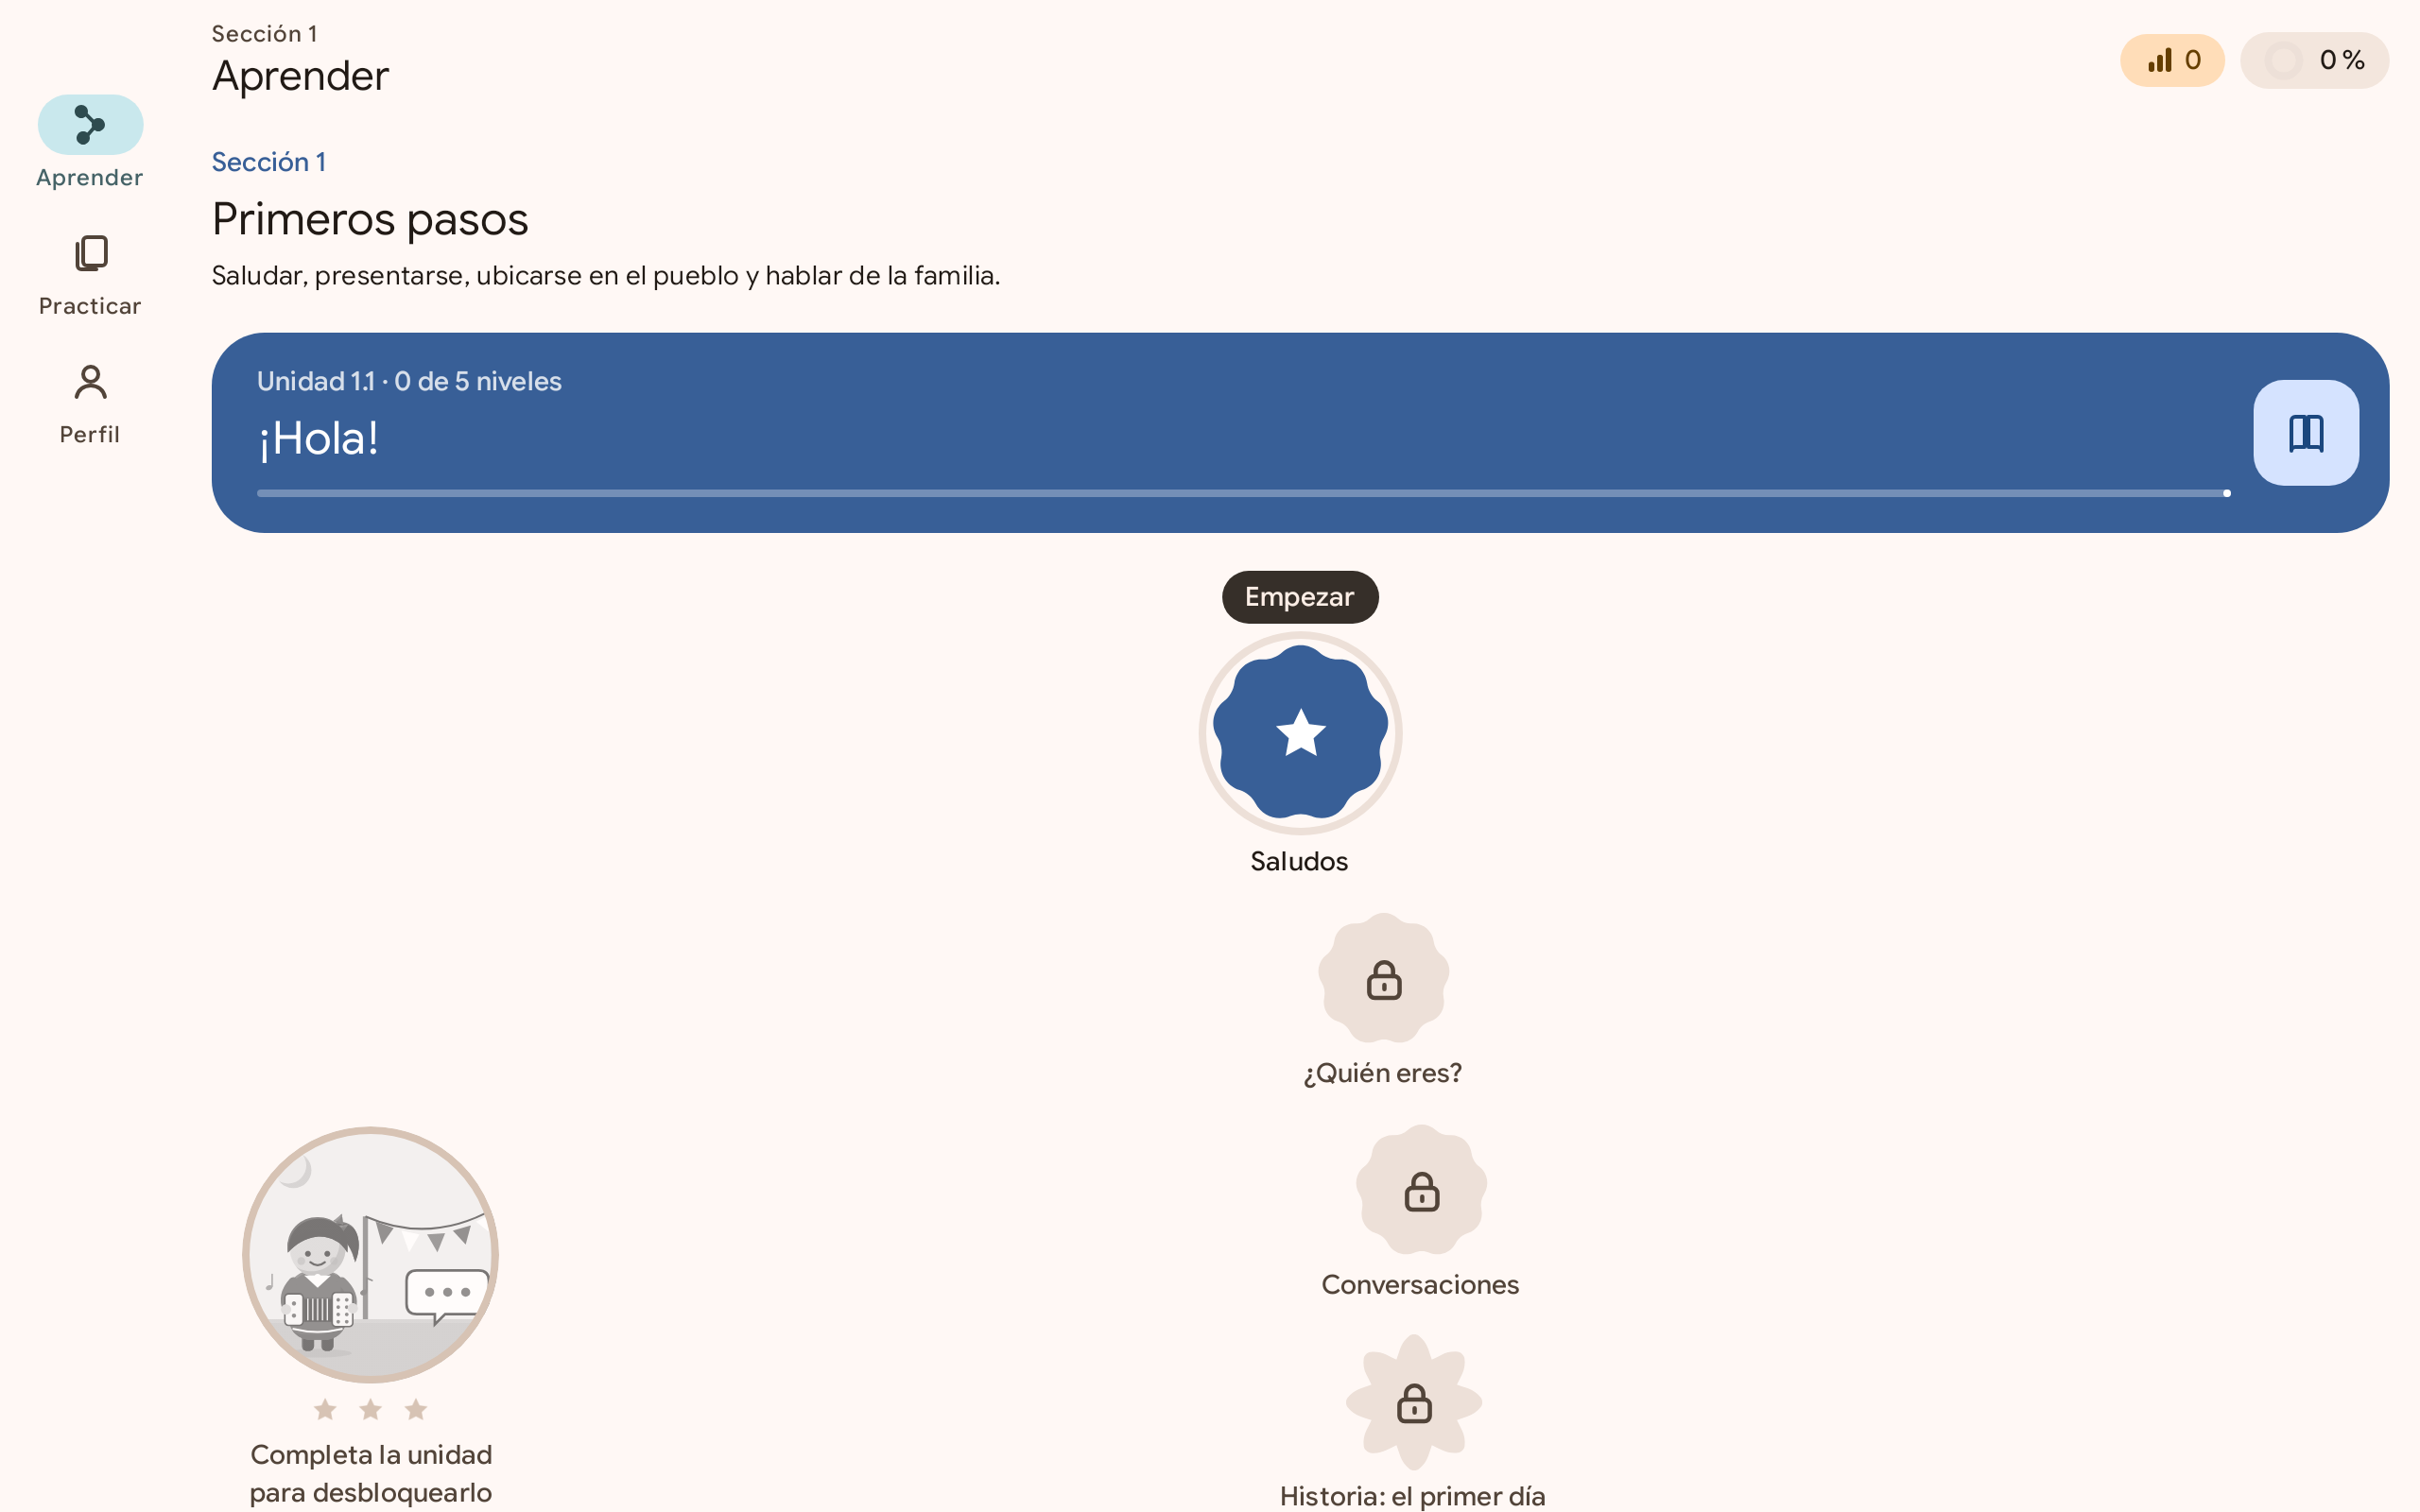 Sección 1
Aprender
0
0 %
Aprender
Practicar
Perfil
Sección 1
Primeros pasos
Saludar, presentarse, ubicarse en el pueblo y hablar de la familia.
Unidad 1.1 · 0 de 5 niveles
¡Hola!
Empezar
Saludos
¿Quién eres?
Conversaciones
Completa la unidad
para desbloquearlo
Historia: el primer día